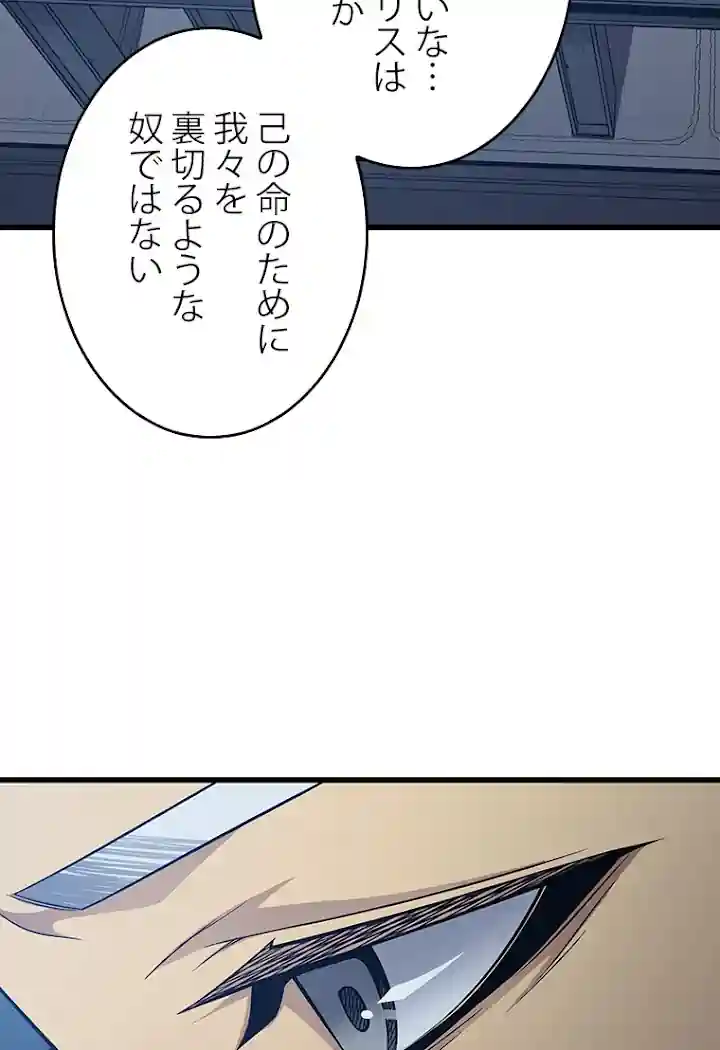 いな…
リスは
か
己の命のために
我々を
裏切るような
奴ではない